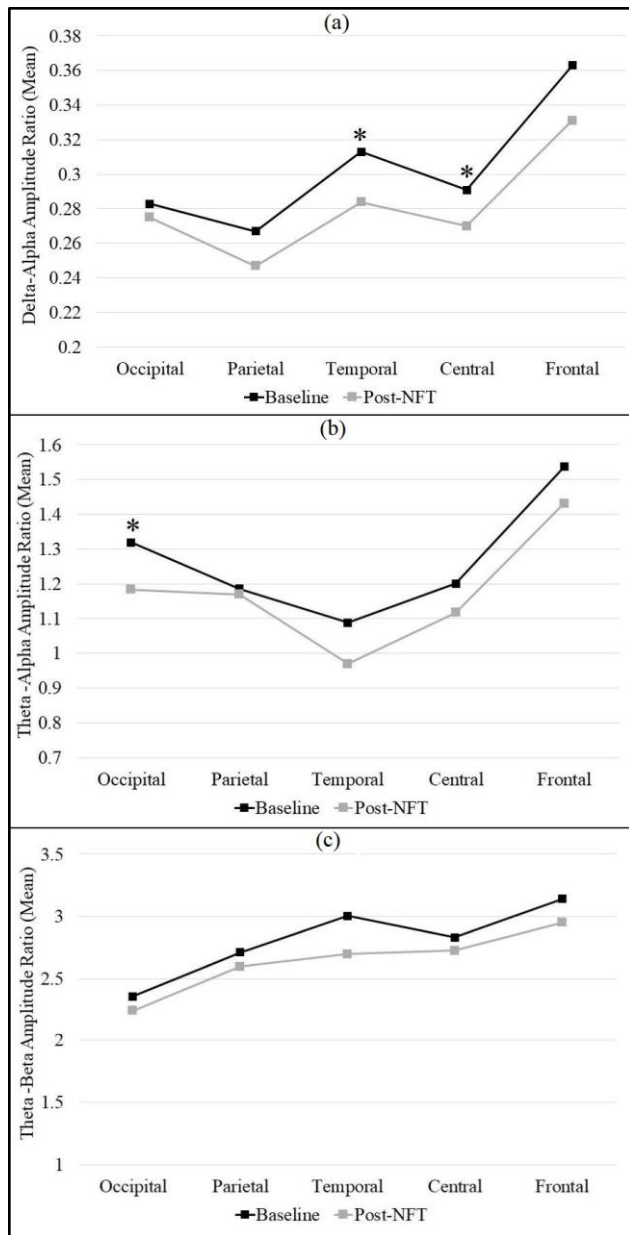 (a)
Delta-Alpha Amplitude Ratio (Mean)
0.38
0.36
0.34
0.32
0.3
0.28
0.26
0.24
0.22
0.2
*
*
Occipital Parietal Temporal Central Frontal
Baseline Post-NFT
(b)
Theta -Alpha Amplitude Ratio (Mean)
1.6
1.5
1.4
1.3
1.2
1.1
1
0.9
0.8
0.7
*
Occipital Parietal Temporal Central Frontal
Baseline Post-NFT
(c)
Theta -Beta Amplitude Ratio (Mean)
3.5
3
2.5
2
1.5
1
Occipital Parietal Temporal Central Frontal
Baseline Post-NFT